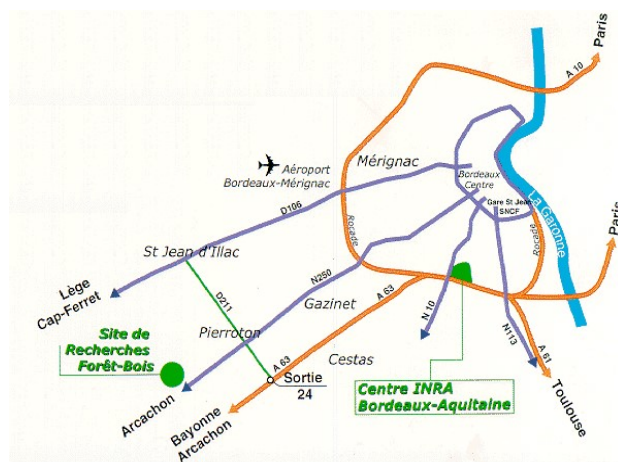 Paris
A 10
Mérignac
Aéroport
Bordeaux-Mérignac
Bordeaux
Centre
Gare St Jean
SNCF
La Garonne
Rocade
Rocade
Paris
D106
St Jean d'Illac
Lège
Cap-Ferret
D211
N250
Gazinet
A 63
N 10
N113
A 61
Toulouse
Pierroton
Site de
Recherches
Forêt-Bois
A 63
Cestas
Sortie
24
Arcachon
Bayonne
Arcachon
Centre INRA
Bordeaux-Aquitaine